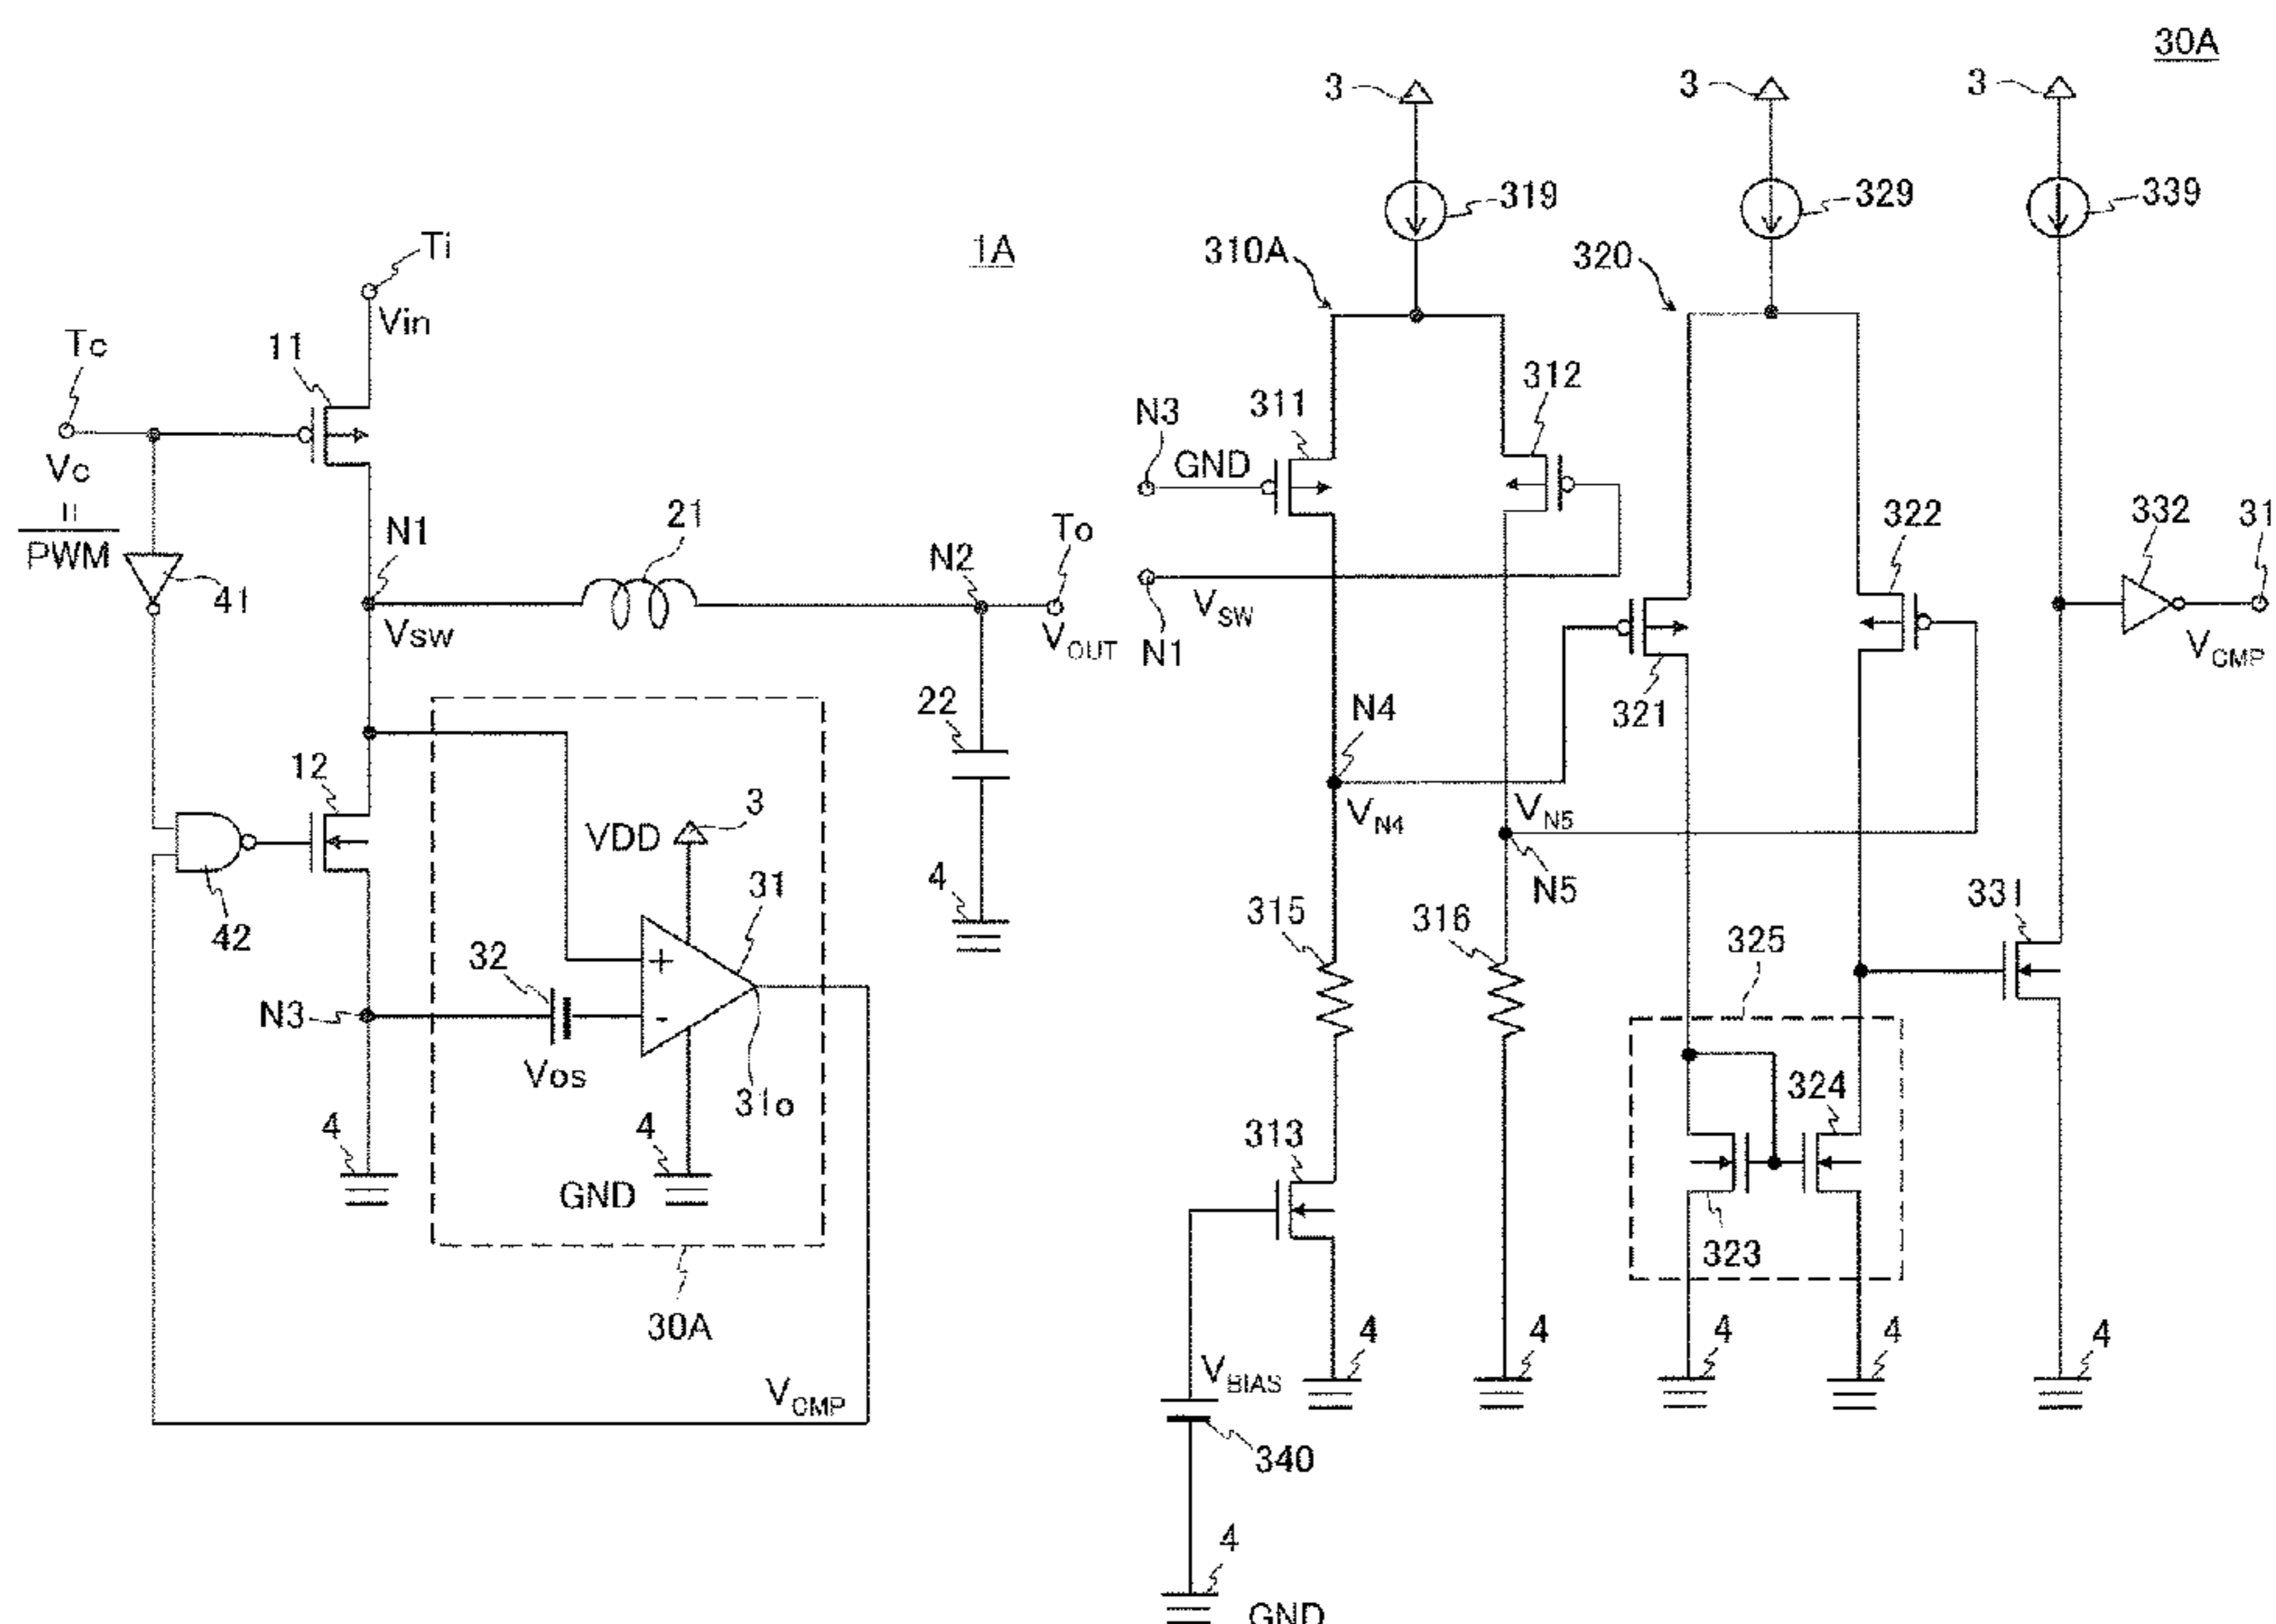 30A
3
3
3
319
329
339
Ti
1A
310A
320
Vin
Tc
11
312
311
N3
Vc
GND
=
PWM
N1
21
N2
To
322
332
31
41
Vsw
VOUT
VSW
N1
VCMP
321
22
N4
12
VDD
3
VN4
VN5
42
31
4
N5
331
315
316
325
32
+
N3
-
Vos
31o
324
4
4
313
GND
323
30A
4
4
4
4
4
VBIAS
VCMP
340
4
GND